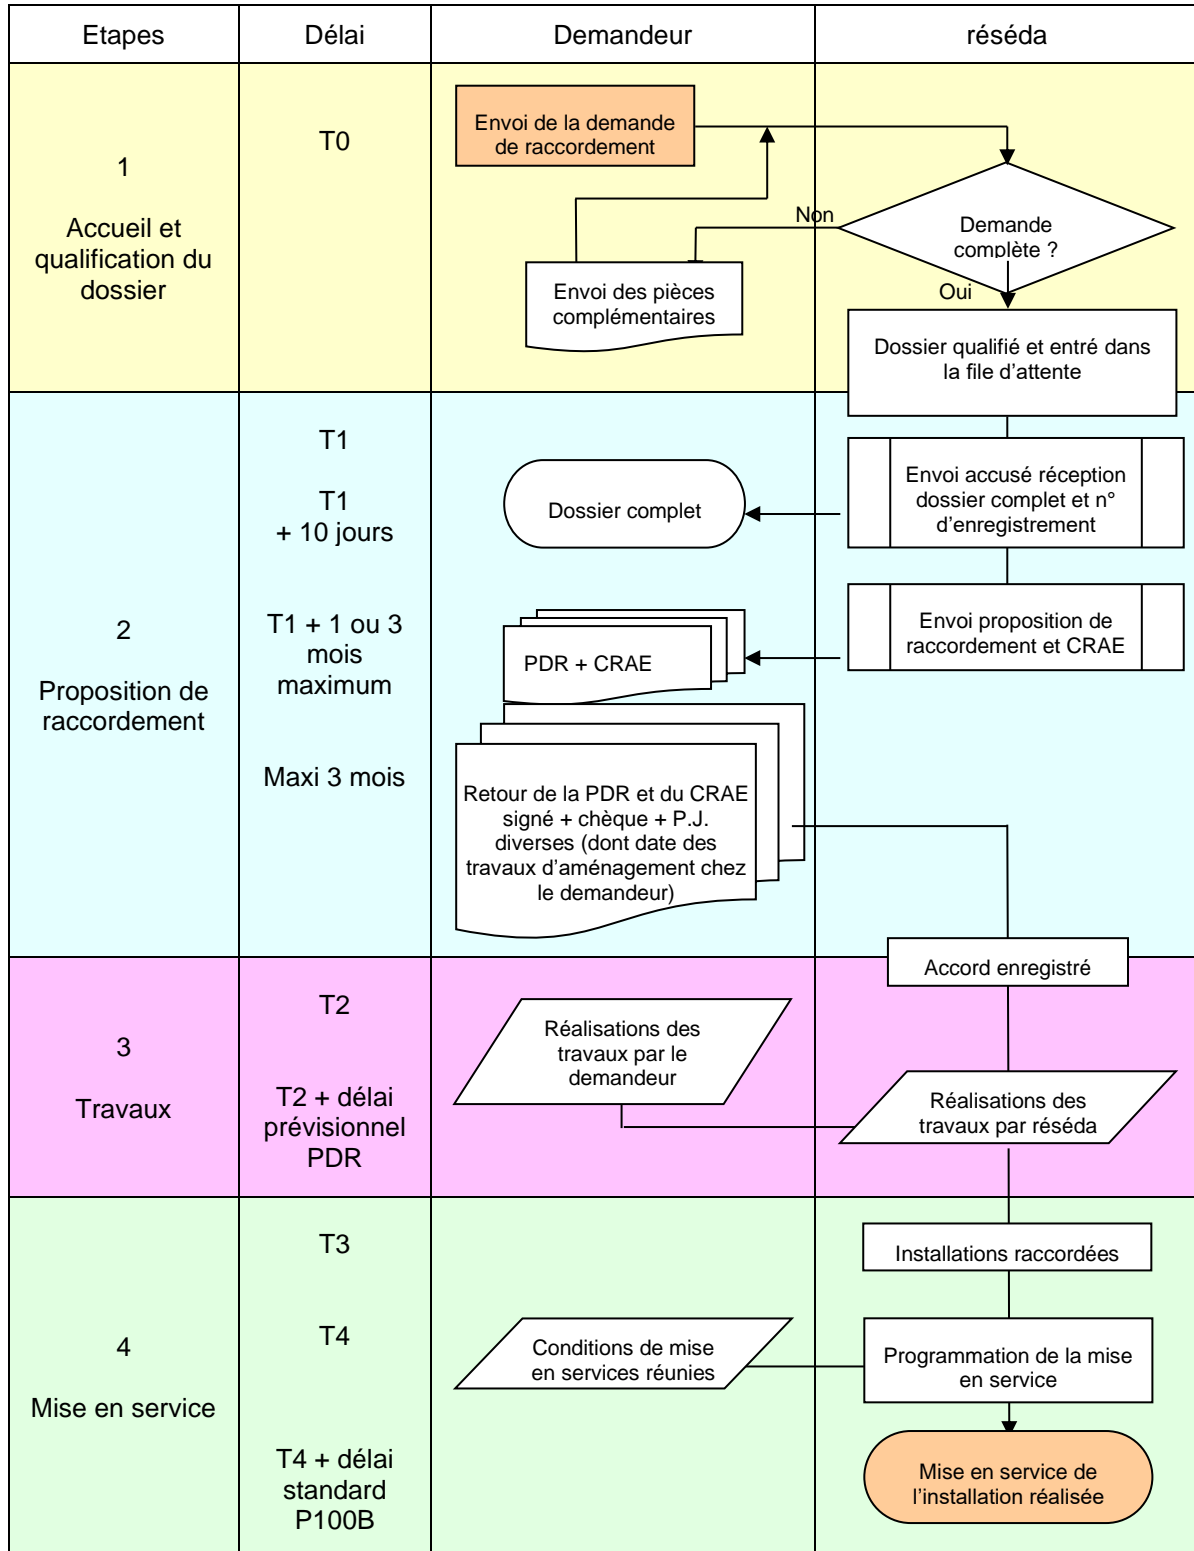 Etapes
Délai
Demandeur
réséda
1
Accueil et
qualification du
dossier
T0
Envoi de la demande
de raccordement
Demande
complète ?
Non
Oui
Envoi des pièces
complémentaires
Dossier qualifié et entré dans
la file d'attente
2
Proposition de
raccordement
T1
T1
+ 10 jours
T1 + 1 ou 3
mois
maximum
Maxi 3 mois
Envoi accusé réception
dossier complet et n°
d'enregistrement
Dossier complet
Envoi proposition de
raccordement et CRAE
PDR + CRAE
Retour de la PDR et du CRAE
signé + chèque + P.J.
diverses (dont date des
travaux d'aménagement chez
le demandeur)
Accord enregistré
3
Travaux
T2
T2 + délai
prévisionnel
PDR
Réalisations des
travaux par le
demandeur
Réalisations des
travaux par réséda
4
Mise en service
T3
T4
T4 + délai
standard
P100B
Installations raccordées
Conditions de mise
en services réunies
Programmation de la mise
en service
Mise en service de
l'installation réalisée